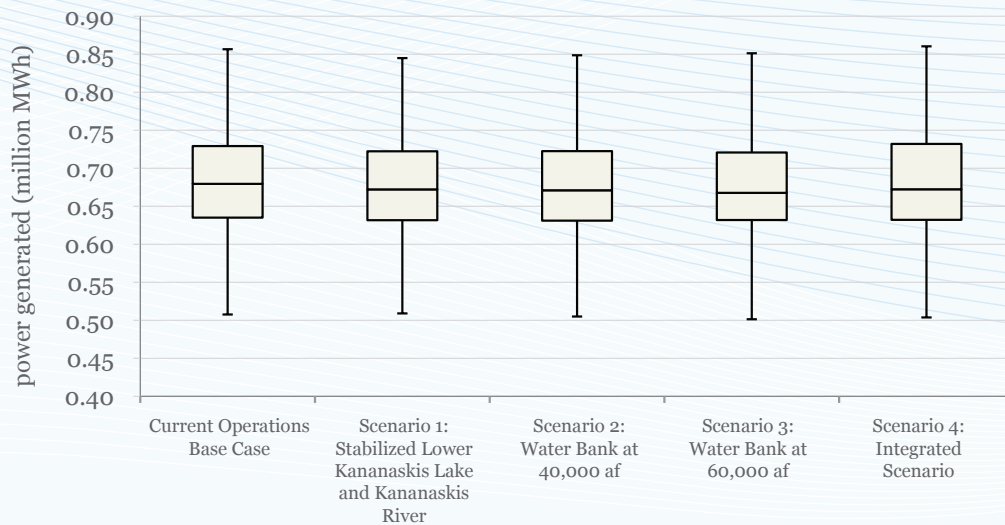 power generated (million MWh)
0.90
0.85
0.80
0.75
0.70
0.65
0.60
0.55
0.50
0.45
0.40
Current Operations
Base Case
Scenario 1:
Stabilized Lower
Kananaskis Lake
and Kananaskis
River
Scenario 2:
Water Bank at
40,000 af
Scenario 3:
Water Bank at
60,000 af
Scenario 4:
Integrated
Scenario